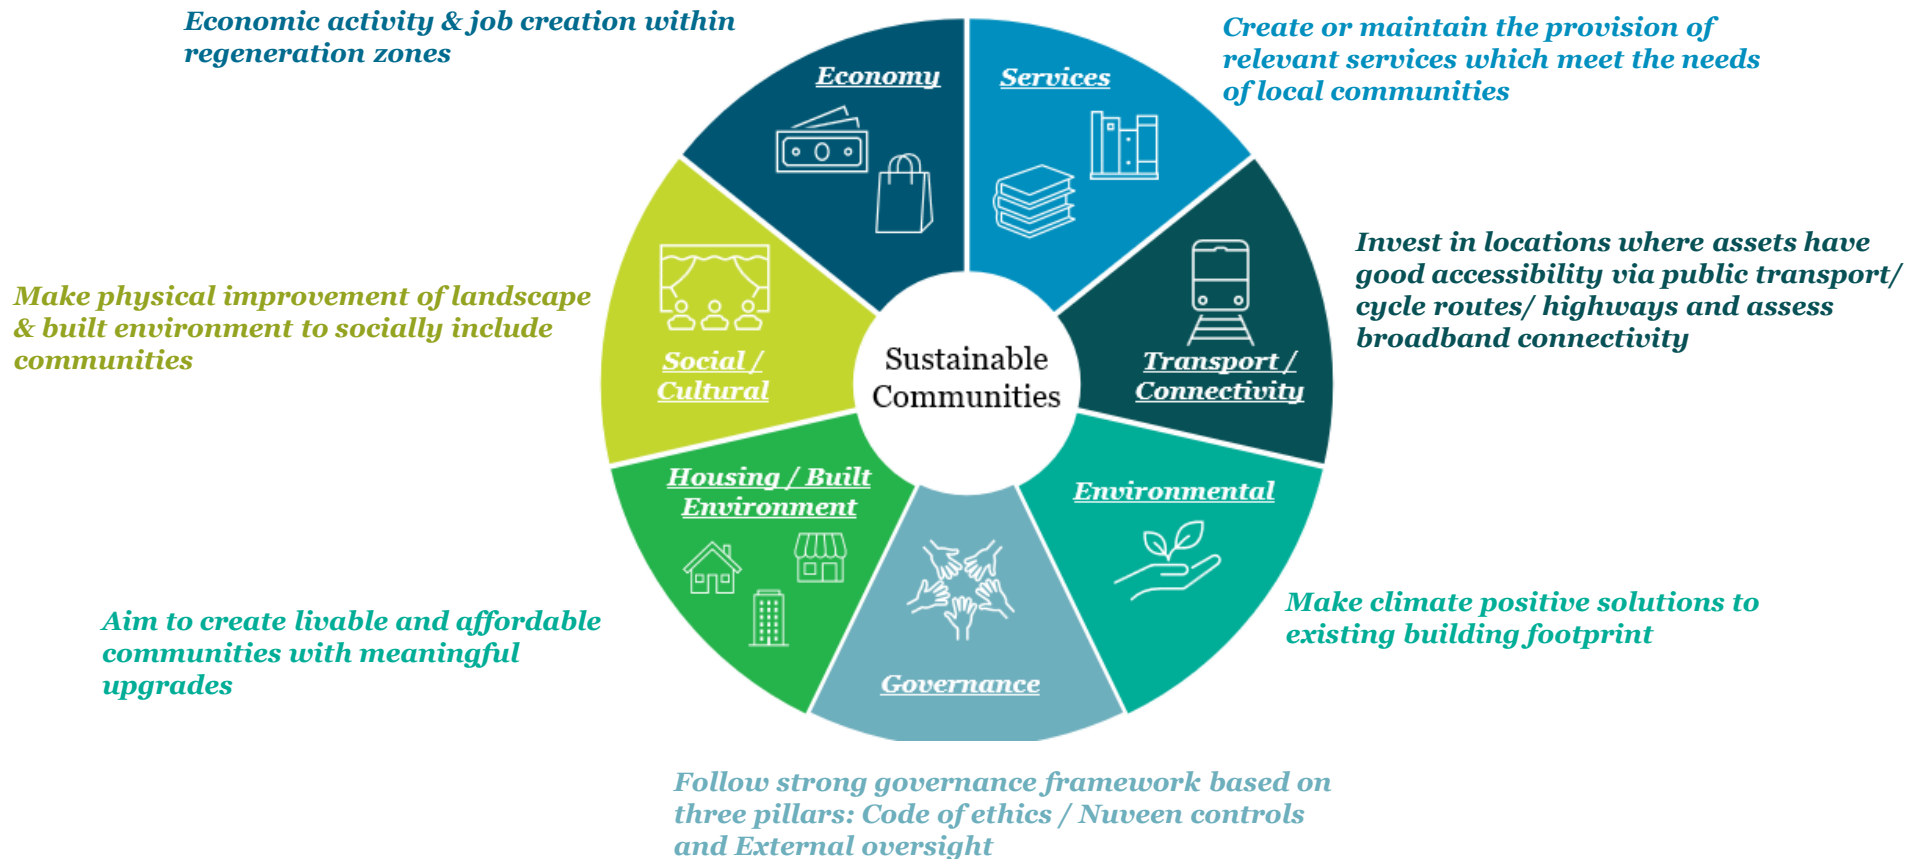 Economic activity & job creation within
regeneration zones
Create or maintain the provision of
relevant services which meet the needs
of local communities
Economy
Services
Invest in locations where assets have
good accessibility via public transport/
cycle routes/ highways and assess
broadband connectivity
Make physical improvement of landscape
& built environment to socially include
communities
Social /
Cultural
Sustainable
Communities
Transport /
Connectivity
Housing / Built
Environment
Environmental
Aim to create livable and affordable
communities with meaningful
upgrades
Make climate positive solutions to
existing building footprint
Governance
Follow strong governance framework based on
three pillars: Code of ethics / Nuveen controls
and External oversight